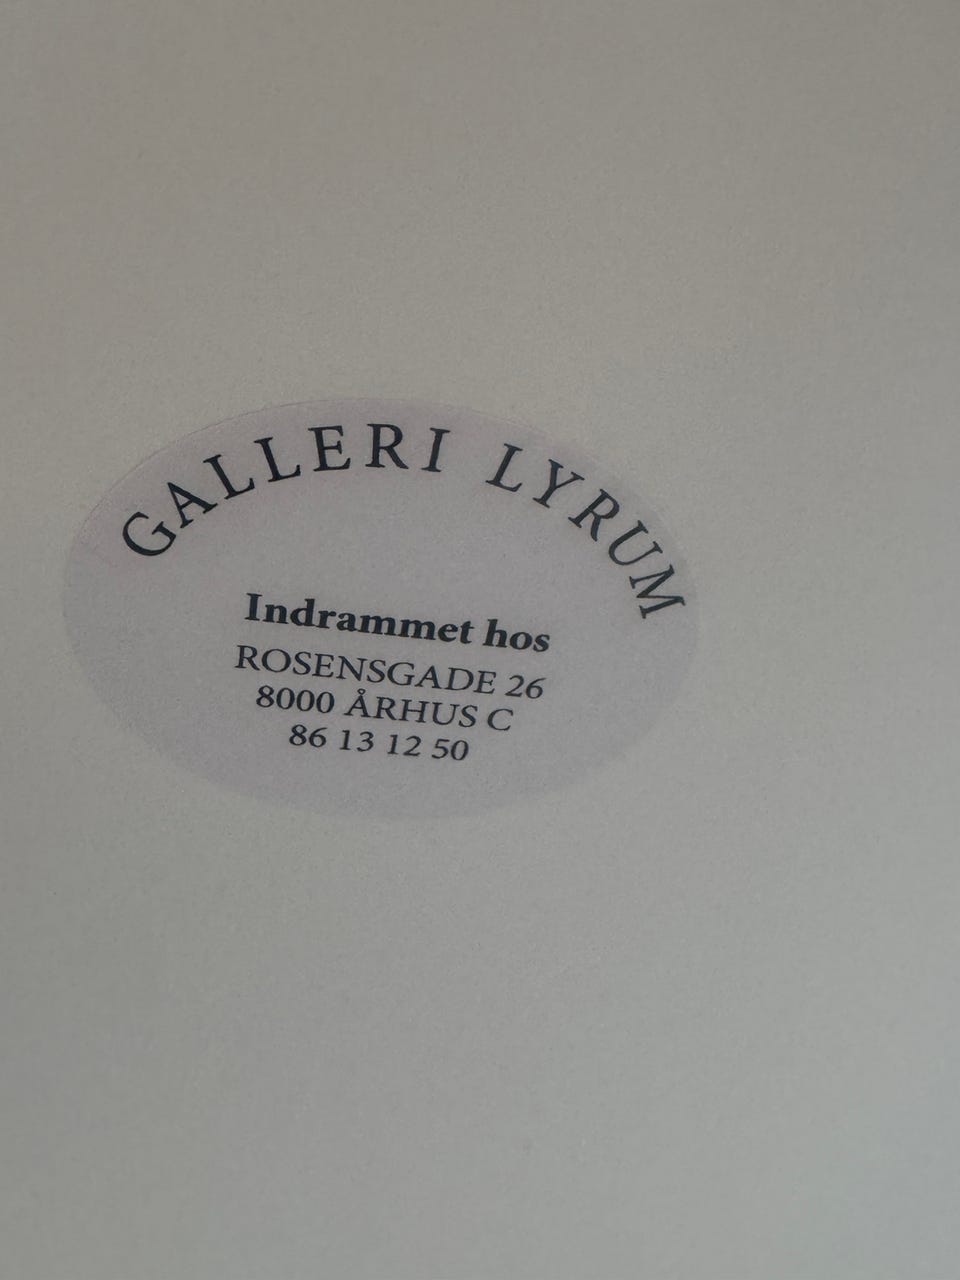 GALLERI LYRUM
Indrammet hos
ROSENSGADE 26
8000 ÅRHUS C
86 13 12 50